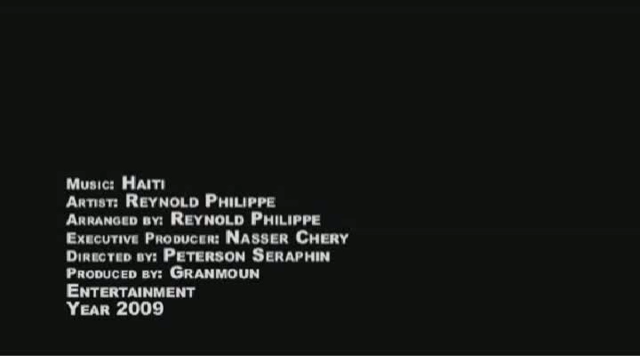 Music: Haiti
Artist: Reynold Philippe
Arranged by: Reynold Philippe
Executive Producer: Nasser Chery
Directed by: Peterson Seraphin
Produced by: Granmoun
Entertainment
Year 2009